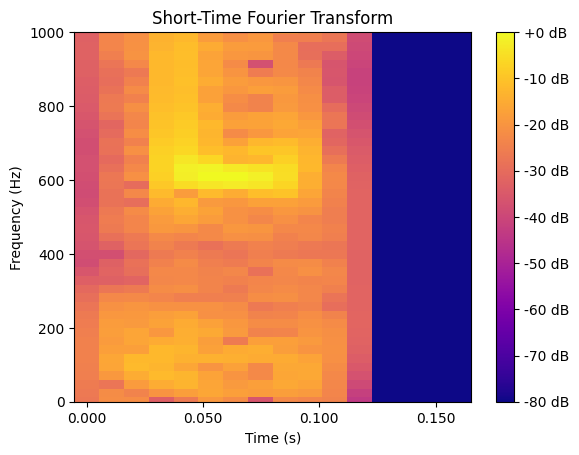 Short-Time Fourier Transform
1000
800
600
400
200
0
Frequency (Hz)
0.000
0.050
0.100
0.150
Time (s)
+0 dB
-10 dB
-20 dB
-30 dB
-40 dB
-50 dB
-60 dB
-70 dB
-80 dB